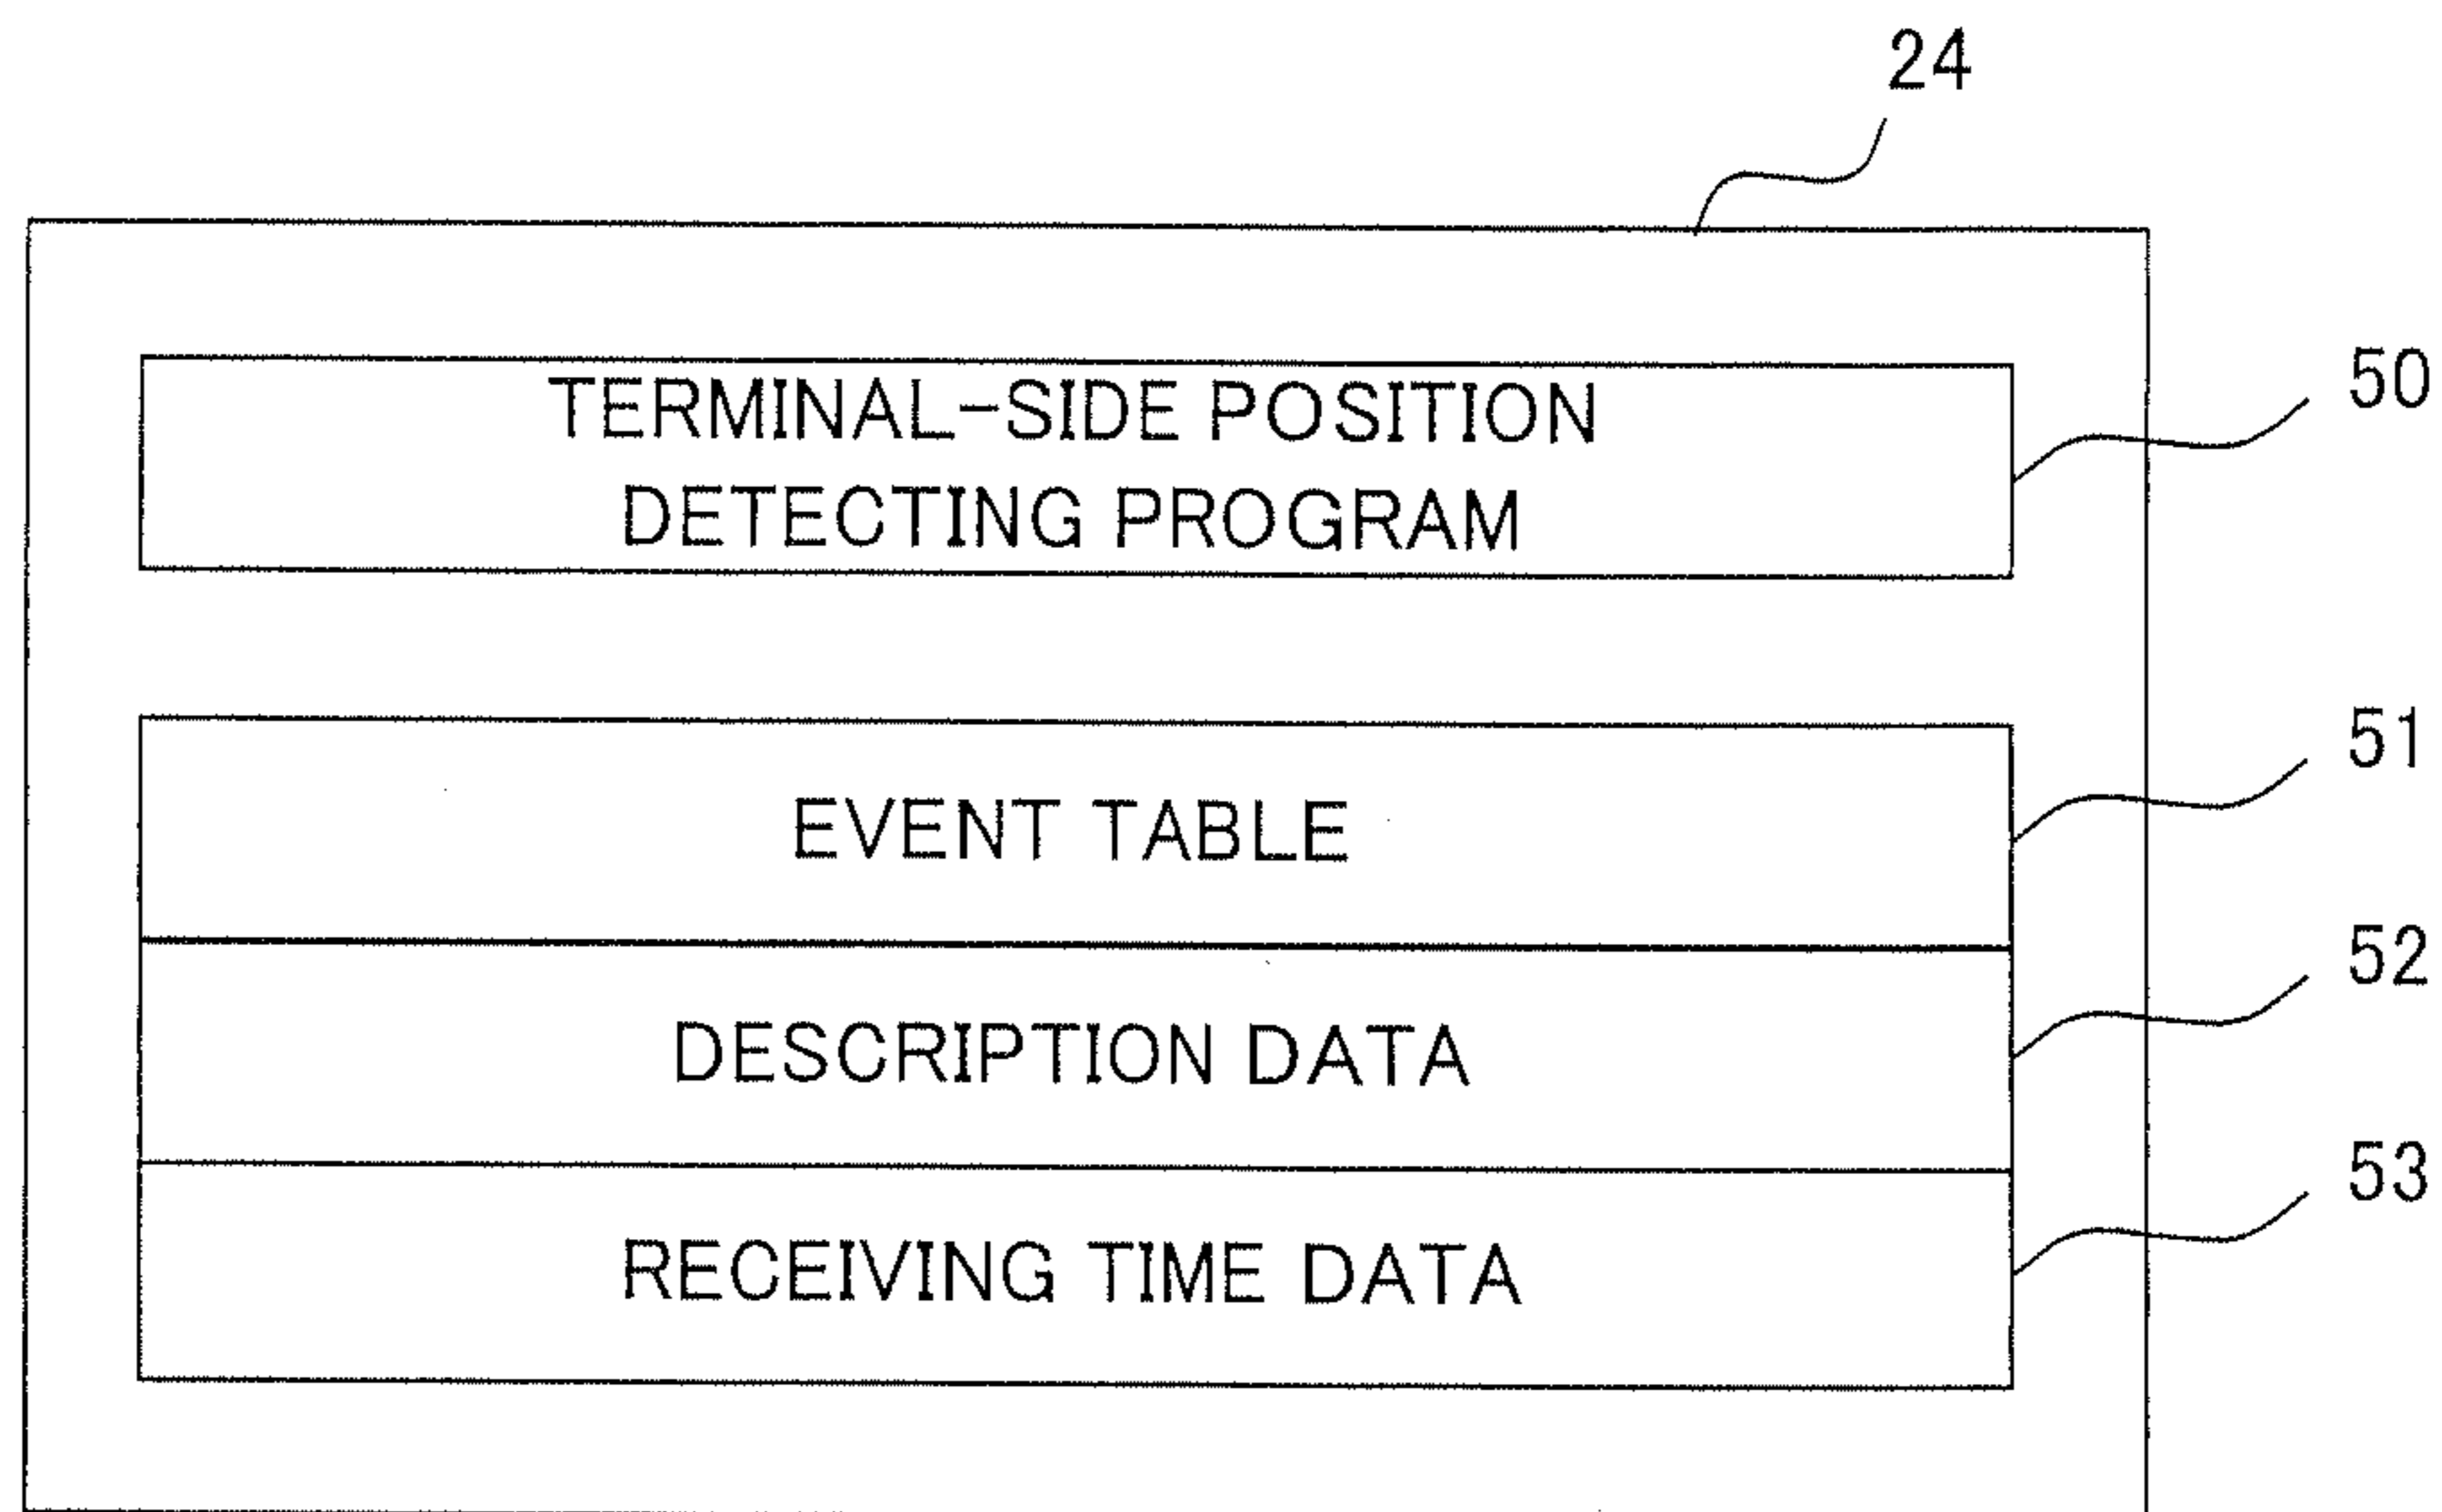 24
TERMINAL-SIDE POSITION
DETECTING PROGRAM
50
EVENT TABLE
51
DESCRIPTION DATA
52
RECEIVING TIME DATA
53